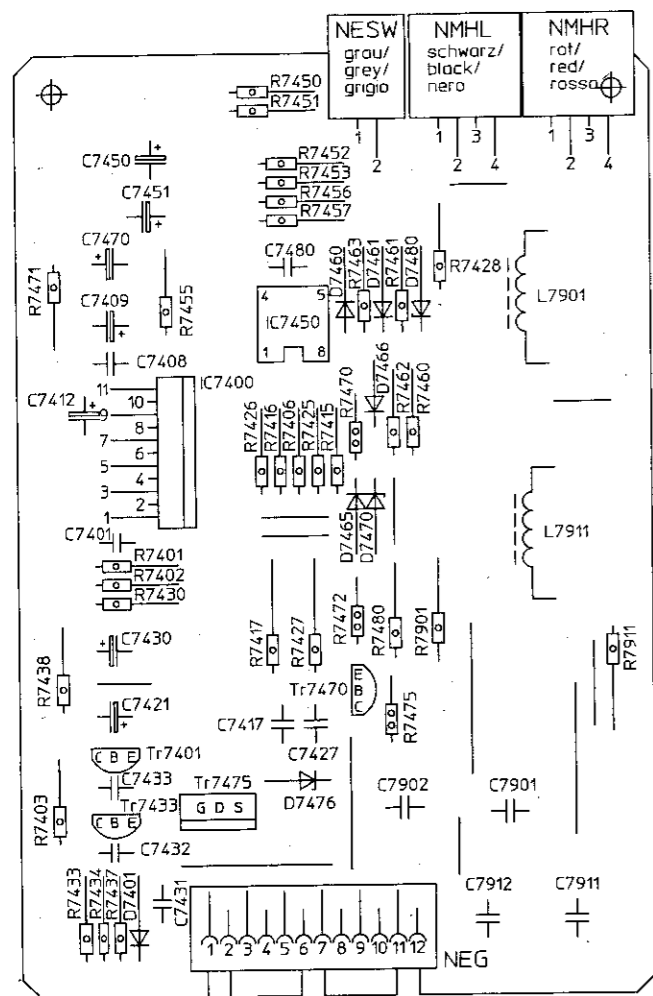 NESW
grau/
grey/
grigio
NMHL
schwarz/
black/
nero
NMHR
rot/
red/
rossa
1
2
1
2
3
4
1
2
3
4
R7450
R7451
C7450
R7452
R7453
R7456
R7457
C7451
C7470
C7480
D7460
R7463
D7461
R7461
D7480
R7428
R7471
C7409
R7455
4
5
IC7450
1
8
L7901
C7408
IC7400
C7412
11
10
9
8
7
6
5
4
3
2
1
R7426
R7416
R7406
R7425
R7415
R7470
D7466
R7462
R7460
C7401
D7465
D7470
L7911
R7401
R7402
R7430
C7430
R7417
R7427
R7472
R7480
R7901
R7911
R7438
Tr7470
E
B
C
R7475
C7421
C7417
C7427
Tr7401
C B E
C7433
Tr7475
G D S
D7476
C7902
C7901
R7403
Tr7433
C B E
C7432
R7433
R7434
R7437
D7401
C7431
C7912
C7911
1 2 3 4 5 6 7 8 9 10 11 12
NEG